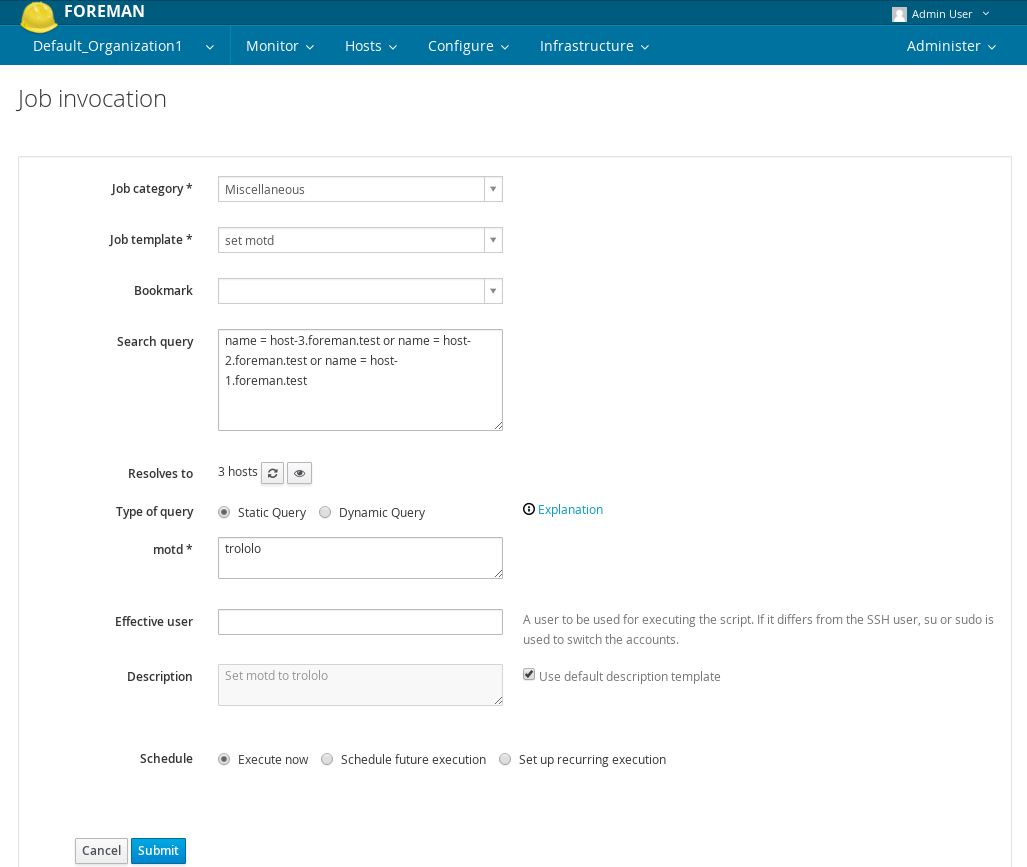 FOREMAN
Admin User
Default_Organization1 Monitor Hosts Configure Infrastructure Administer
Job invocation
Job category * Miscellaneous
Job template * set motd
Bookmark
Search query name = host-3.foreman.test or name = host-
2.foreman.test or name = host-
1.foreman.test
Resolves to 3 hosts
Type of query Static Query Dynamic Query Explanation
motd * trololo
Effective user A user to be used for executing the script. If it differs from the SSH user, su or sudo is
used to switch the accounts.
Description Set motd to trololo Use default description template
Schedule Execute now Schedule future execution Set up recurring execution
Cancel Submit